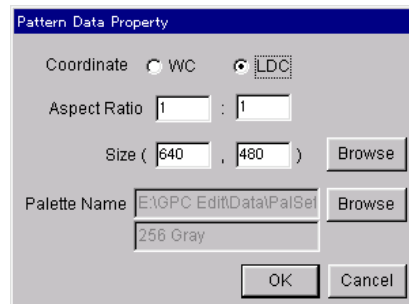 Pattern Data Property
Coordinate WC LDC
Aspect Ratio 1 : 1
Size ( 640 , 480 ) Browse
Palette Name E:\GPC Edit\Data\PalSet Browse
256 Gray
OK Cancel